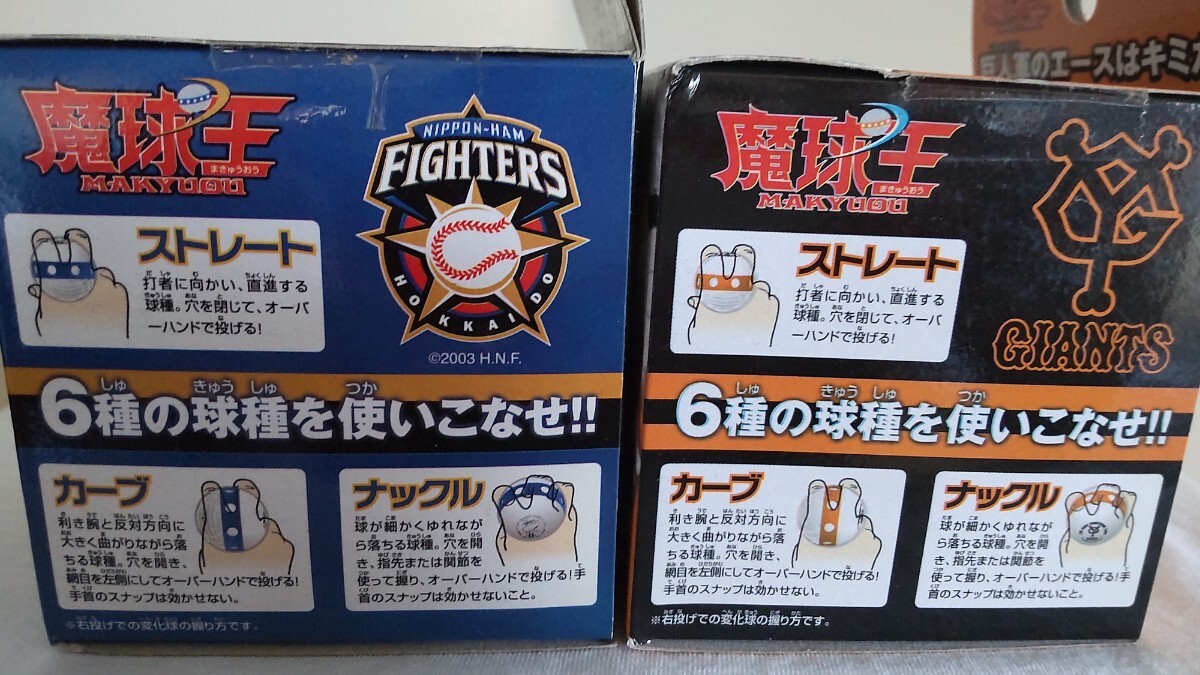 魔球王
まきゅうおう
MAKYUOU
NIPPON-HAM
FIGHTERS
HOKKAIDO
©2003 H.N.F.
ストレート
打者に向かい、直進する
球種。穴を閉じて、オーバ
ーハンドで投げる!
6種の球種を使いこなせ!!
カーブ
利き腕と反対方向に
大きく曲がりながら落
ちる球種。穴を開き、
網目を左側にしてオーバーハンドで投げる!
手首のスナップは効かせない。
ナックル
球が細かくゆれなが
ら落ちる球種。穴を開
き、指先または関節を
使って握り、オーバーハンドで投げる!手
首のスナップは効かせないこと。
※右投げでの変化球の握り方です。
巨人軍のエースはキミ
魔球王
まきゅうおう
MAKYUOU
GIANTS
ストレート
打者に向かい、直進する
球種。穴を閉じて、オーバ
ーハンドで投げる!
6種の球種を使いこなせ!!
カーブ
利き腕と反対方向に
大きく曲がりながら落
ちる球種。穴を開き、
網目を左側にしてオーバーハンドで投げる!
手首のスナップは効かせない。
ナックル
球が細かくゆれなが
ら落ちる球種。穴を開
き、指先または関節を
使って握り、オーバーハンドで投げる!手
首のスナップは効かせないこと。
※右投げでの変化球の握り方です。